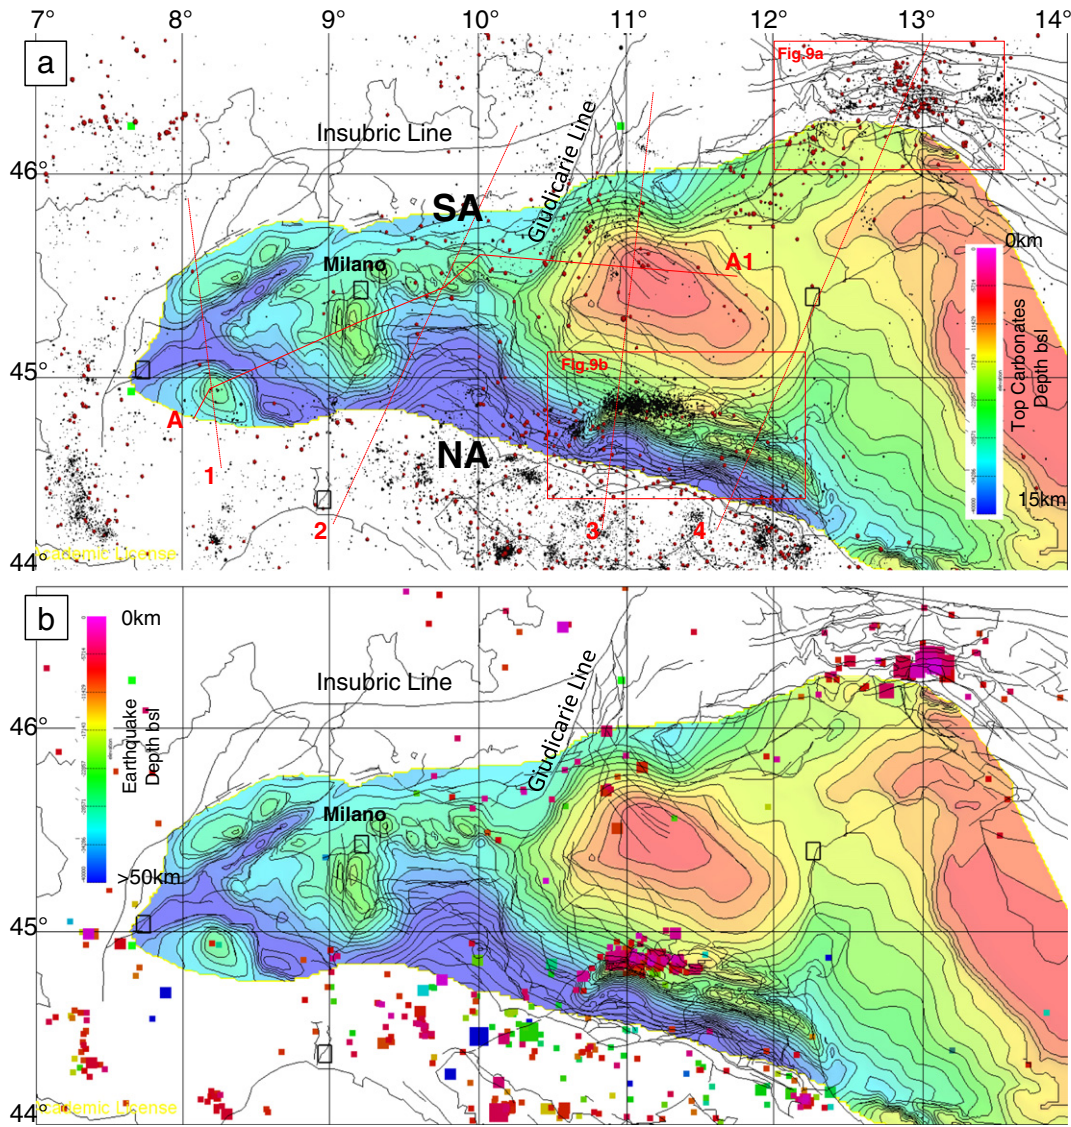 7° 8° 9° 10° 11° 12° 13° 14°
a
Fig.9a
Insubric Line
Giudicarie Line
46°
SA
0km
Milano
A1
Top Carbonates
Depth bsl
45°
Fig.9b
A
NA
1
15km
2
3
4
Academic License
44°
b
0km
Insubric Line
Giudicarie Line
Earthquake
Depth bsl
46°
Milano
>50km
45°
Academic License
44°